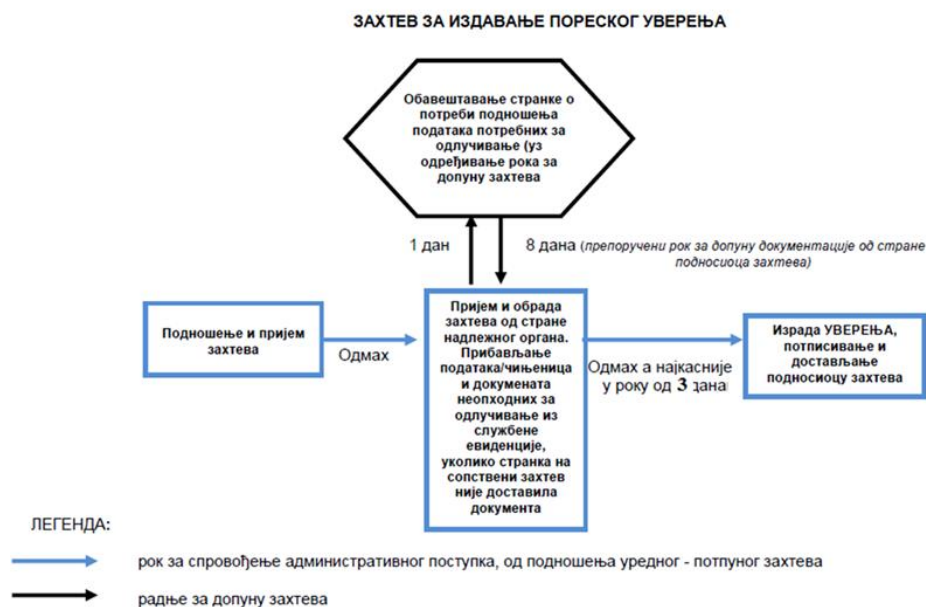 ЗАХТЕВ ЗА ИЗДАВАЊЕ ПОРЕСКОГ УВЕРЕЊА
Обавештавање странке о
потреби подношења
података потребних за
одлучивање (уз
одређивање рока за
допуну захтева
1 дан
8 дана (препоручени рок за допуну документације од стране
подносиоца захтева)
Подношење и пријем
захтева
Одмах
Пријем и обрада
захтева од стране
надлежног органа.
Прибављање
података/чињеница
и докумената
неопходних за
одлучивање из
службене
евиденције,
уколико странка на
сопствени захтев
није доставила
документа
Одмах а најкасније
у року од 3 дана
Израда УВЕРЕЊА,
потписивање и
достављање
подносиоцу захтева
ЛЕГЕНДА:
рок за спровођење административног поступка, од подношења уредног - потпуног захтева
радње за допуну захтева